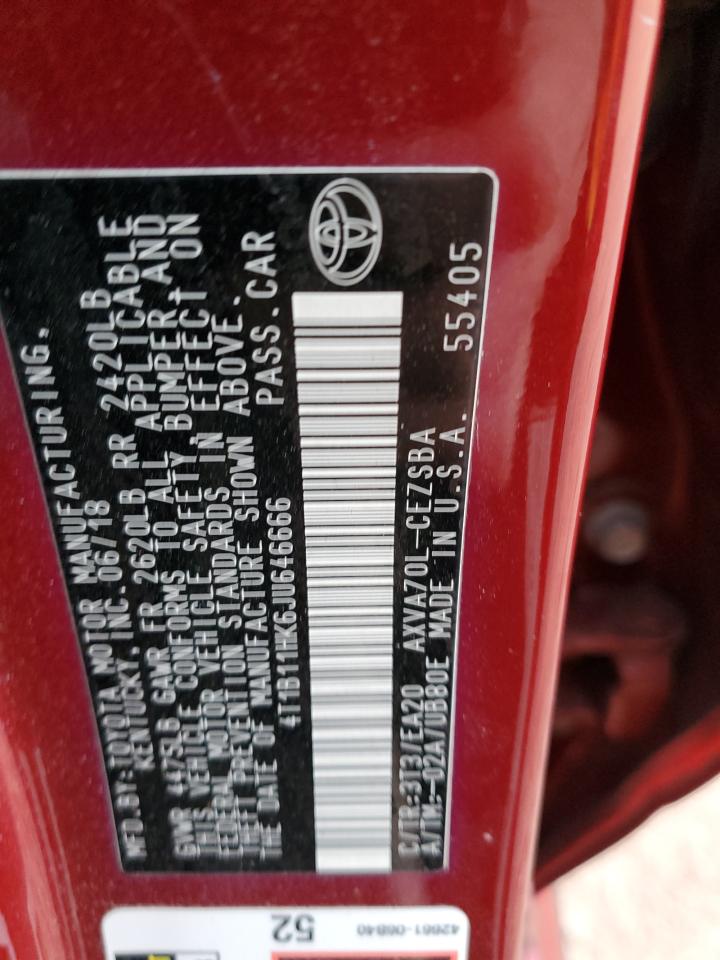 MFD.BY:TOYOTA MOTOR MANUFACTURING,
KENTUCKY, INC. 06/18
GVWR 4475LB GAWR FR 2620LB RR 2420LB
THIS VEHICLE CONFORMS TO ALL APPLICABLE
FEDERAL MOTOR VEHICLE SAFETY, BUMPER AND
THEFT PREVENTION STANDARDS IN EFFECT ON
THE DATE OF MANUFACTURE SHOWN ABOVE.
4T1B11HK6JU646666 PASS.CAR
C/TR:3T3/EA20 AXVA70L-CEZSBA
A/TM:-02A/UB80E MADE IN U.S.A. 55405
52
42661-06B40